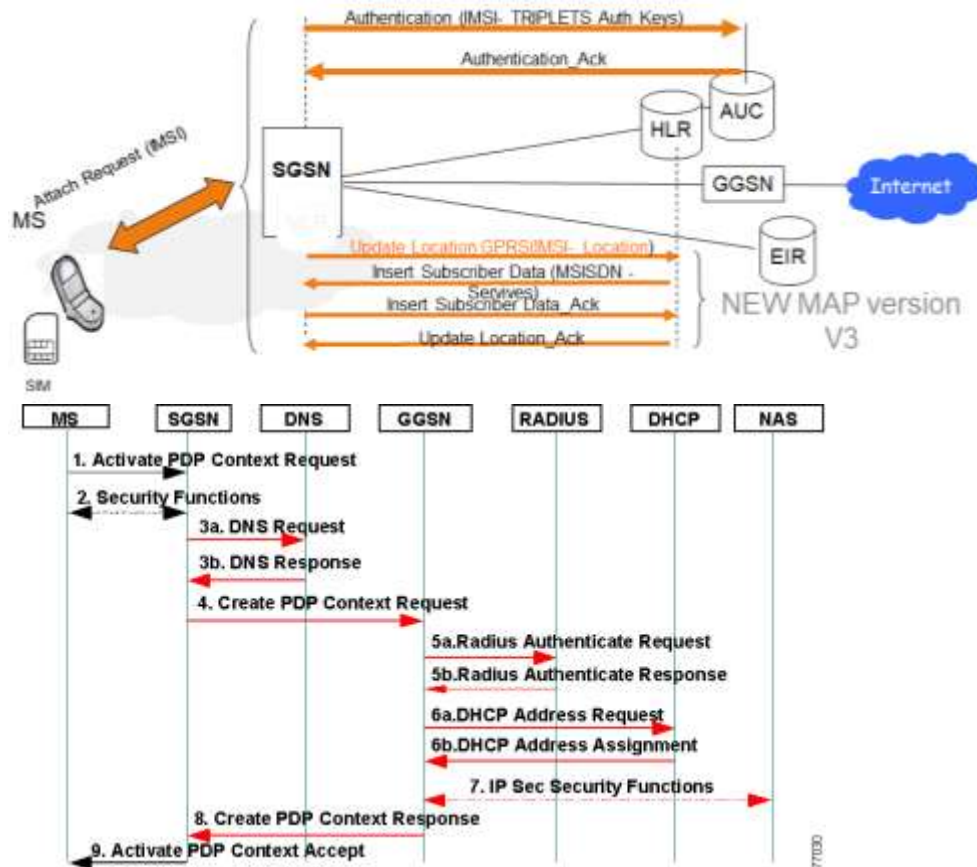 Authentication (IMSI- TRIPLETS Auth Keys)
Authentication_Ack
AUC
HLR
Attach Request (IMSI)
SGSN
GGSN
Internet
MS
EIR
Update Location GPRS(IMSI- Location)
Insert Subscriber Data (MSISDN -
Servives)
Insert Subscriber Data_Ack
Update Location_Ack
NEW MAP version
V3
SIM
MS
SGSN
DNS
GGSN
RADIUS
DHCP
NAS
1. Activate PDP Context Request
2. Security Functions
3a. DNS Request
3b. DNS Response
4. Create PDP Context Request
5a.Radius Authenticate Request
5b.Radius Authenticate Response
6a.DHCP Address Request
6b.DHCP Address Assignment
7. IP Sec Security Functions
8. Create PDP Context Response
9. Activate PDP Context Accept